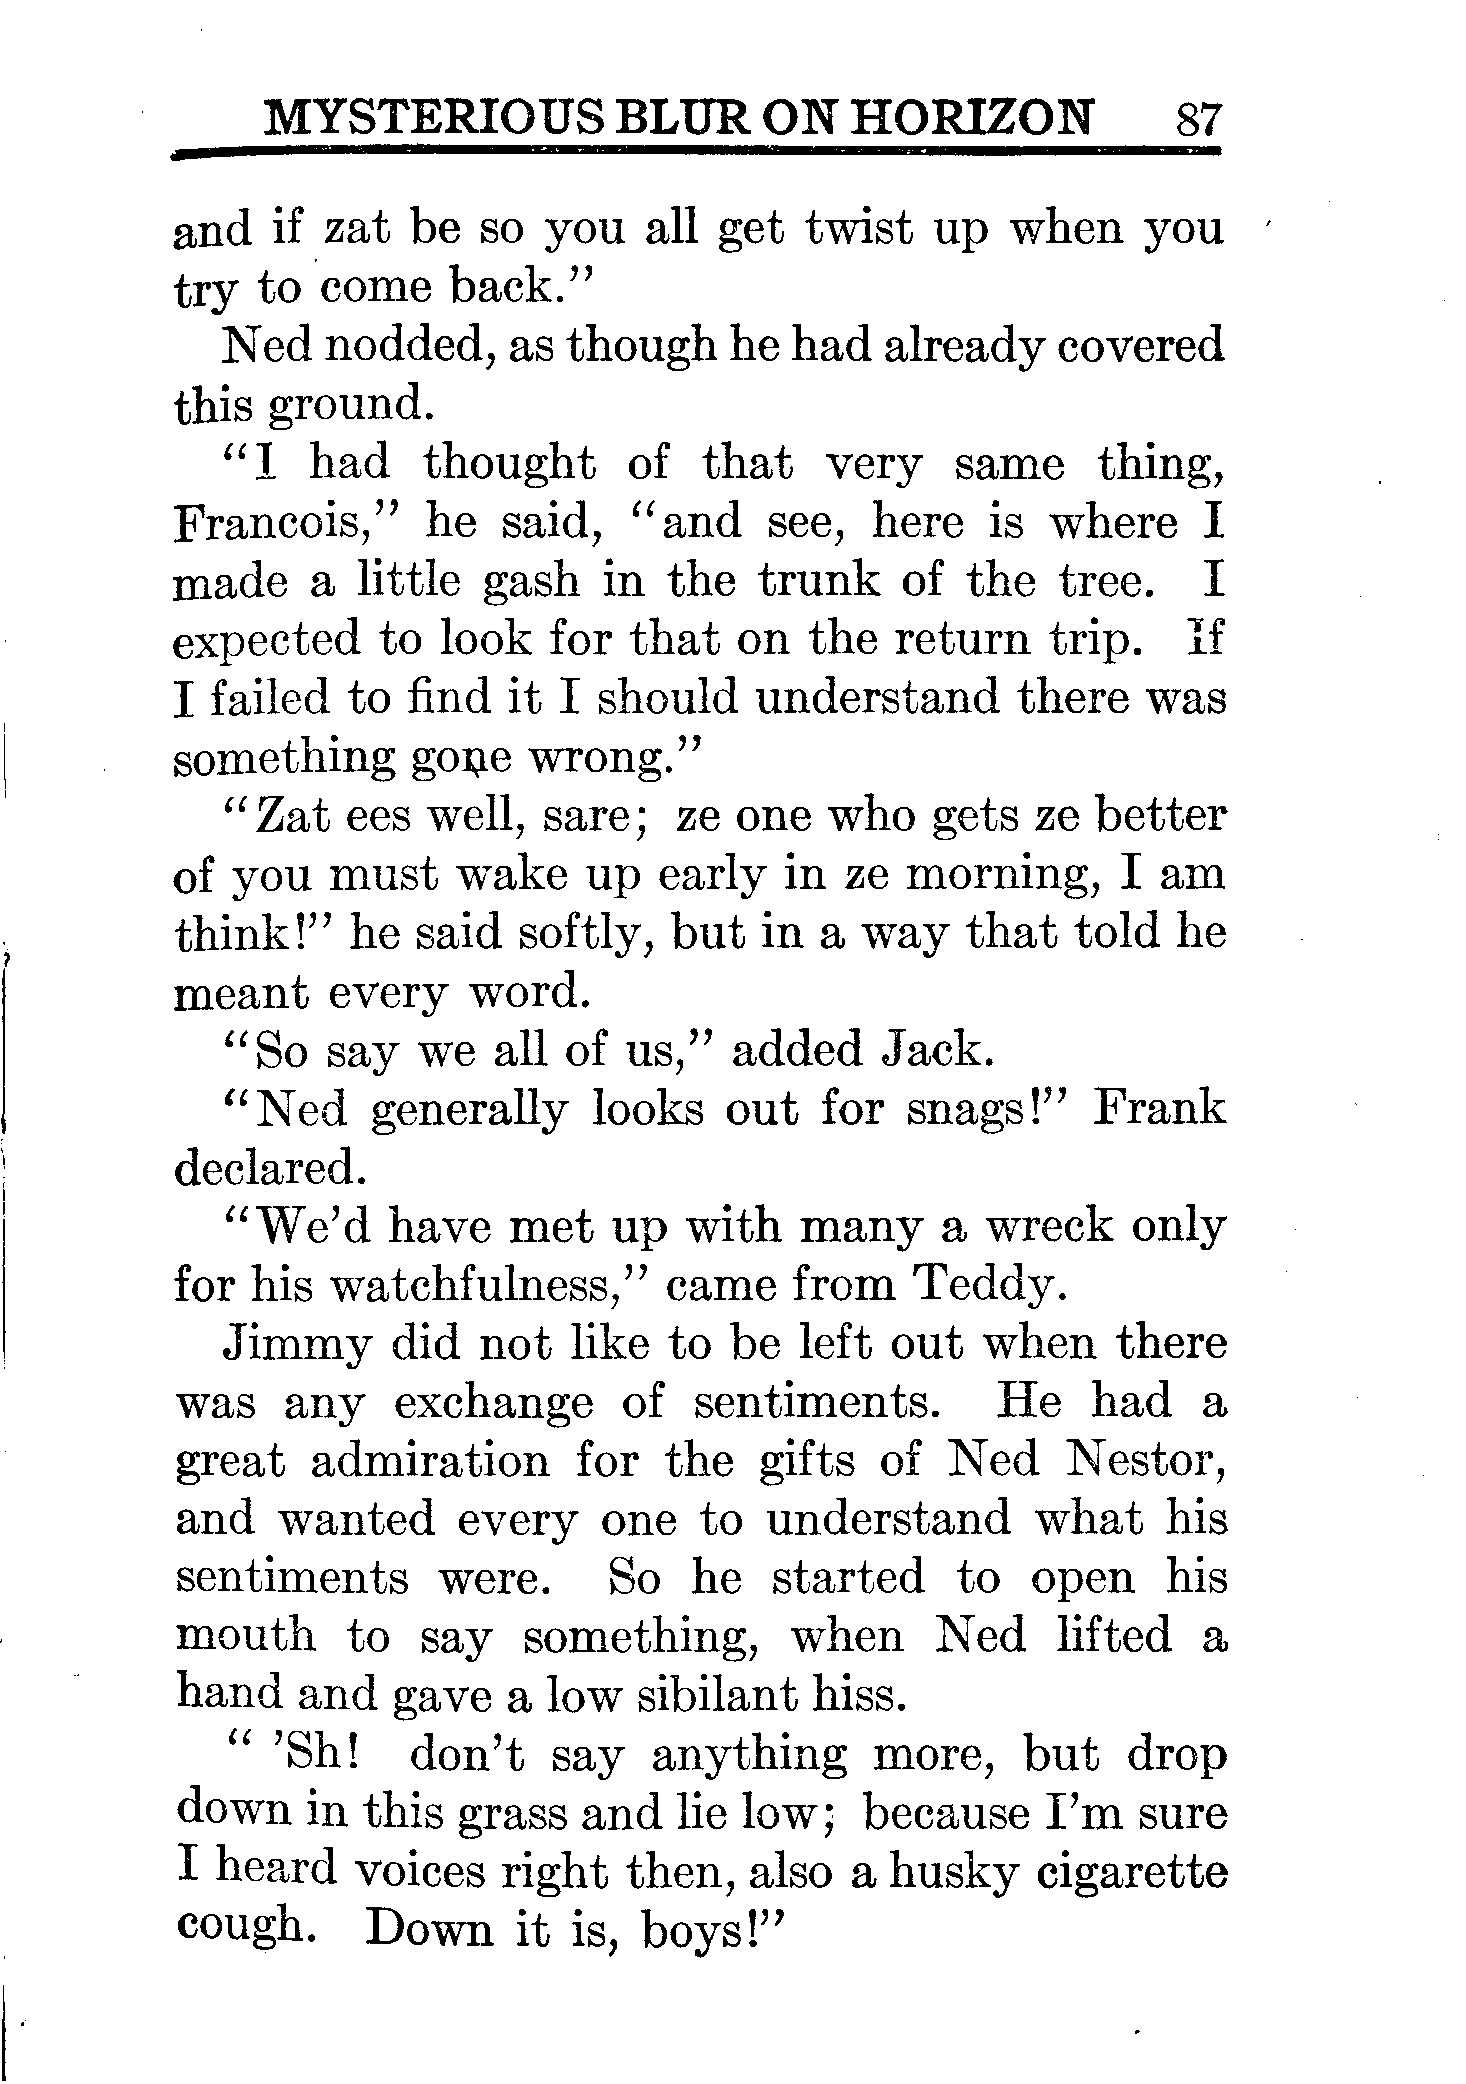 MYSTERIOUS BLUR ON HORIZON 87
and if zat be so you all get twist up when you
try to come back."
Ned nodded, as though he had already covered
this ground.
"I had thought of that very same thing,
Francois," he said, "and see, here is where I
made a little gash in the trunk of the tree. I
expected to look for that on the return trip. If
I failed to find it I should understand there was
something gone wrong."
"Zat ees well, sare; ze one who gets ze better
of you must wake up early in ze morning, I am
think!" he said softly, but in a way that told he
meant every word.
"So say we all of us," added Jack.
"Ned generally looks out for snags!" Frank
declared.
"We'd have met up with many a wreck only
for his watchfulness," came from Teddy.
Jimmy did not like to be left out when there
was any exchange of sentiments. He had a
great admiration for the gifts of Ned Nestor,
and wanted every one to understand what his
sentiments were. So he started to open his
mouth to say something, when Ned lifted a
hand and gave a low sibilant hiss.
" 'Sh! don't say anything more, but drop
down in this grass and lie low; because I'm sure
I heard voices right then, also a husky cigarette
cough. Down it is, boys!"